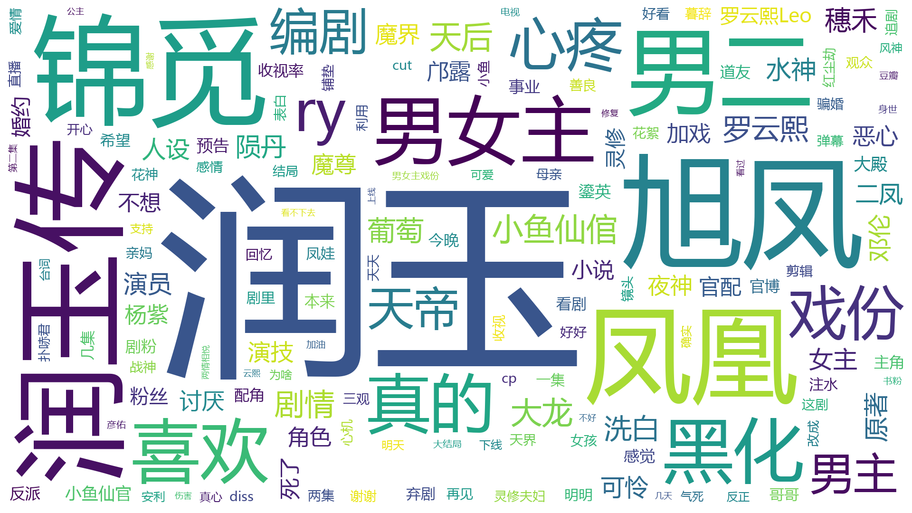 爱情
公主
锦觅
编剧
魔界
天后
电视
心疼
好看
暮辞
罗云熙Leo
穗禾
追剧
风神
直播
收视率
铺垫
cut
邝露
小鱼
男二
道友
水神
红尘劫
观众
豆瓣
婚约
表白
ry
利用
事业
善良
男女主
罗云熙
骗婚
身世
开心
希望
人设
预告
陨丹
魔尊
修复
灵修
花絮
加戏
弹幕
恶心
第二集
花神
感情
结局
男女主戏份
可爱
母亲
旭凤
看过
大殿
润玉传
不想
上线
鎏英
二凤
支持
看不下去
润玉
葡萄
小鱼仙倌
邓伦
亲妈
回忆
凤娃
今晚
台词
演员
剧里
本来
天天
天帝
小说
镜头
夜神
官配
官博
剪辑
杨紫
看剧
凤凰
戏份
扑哧君
几集
剧粉
演技
加油
收视
好好
确实
女主
主角
战神
两情相悦
云熙
为啥
真的
cp
一集
注水
书粉
粉丝
讨厌
配角
剧情
三观
大龙
洗白
黑化
这剧
改成
原著
彦佑
喜欢
角色
心机
明天
大结局
下线
天界
女孩
不好
感觉
男主
反派
小鱼仙官
安利
伤害
真心
diss
死了
两集
谢谢
弃剧
再见
灵修夫妇
明明
可怜
几天
气死
反正
哥哥